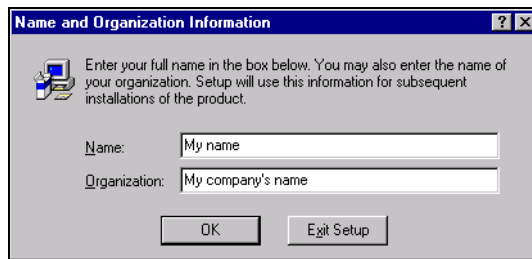 Name and Organization Information
Enter your full name in the box below. You may also enter the name of
your organization. Setup will use this information for subsequent
installations of the product.
Name: My name
Organization: My company's name
OK Exit Setup